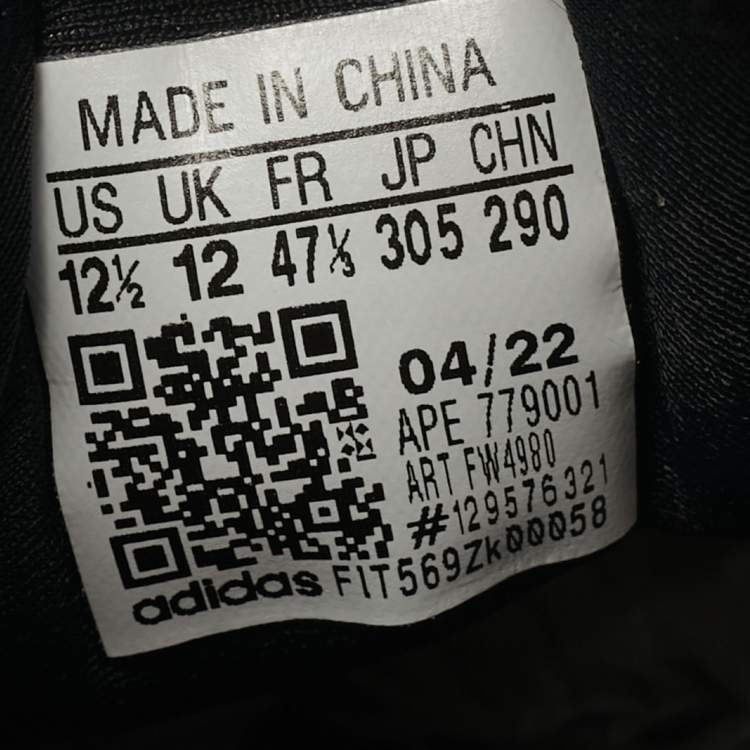 MADE IN CHINA
US UK FR JP CHN
12½ 12 47⅓ 305 290
04/22
APE 779001
ART FW4980
#129576321
adidas FIT569Zk00058